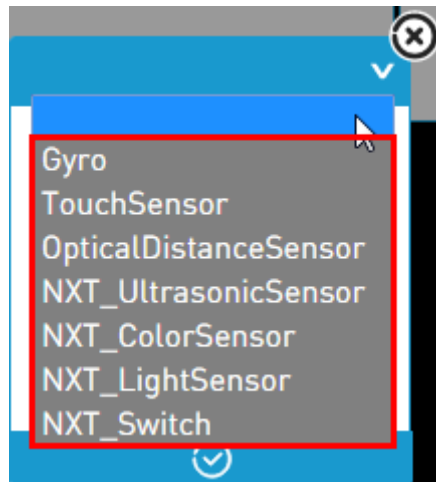 Gyro
TouchSensor
OpticalDistanceSensor
NXT_UltrasonicSensor
NXT_ColorSensor
NXT_LightSensor
NXT_Switch